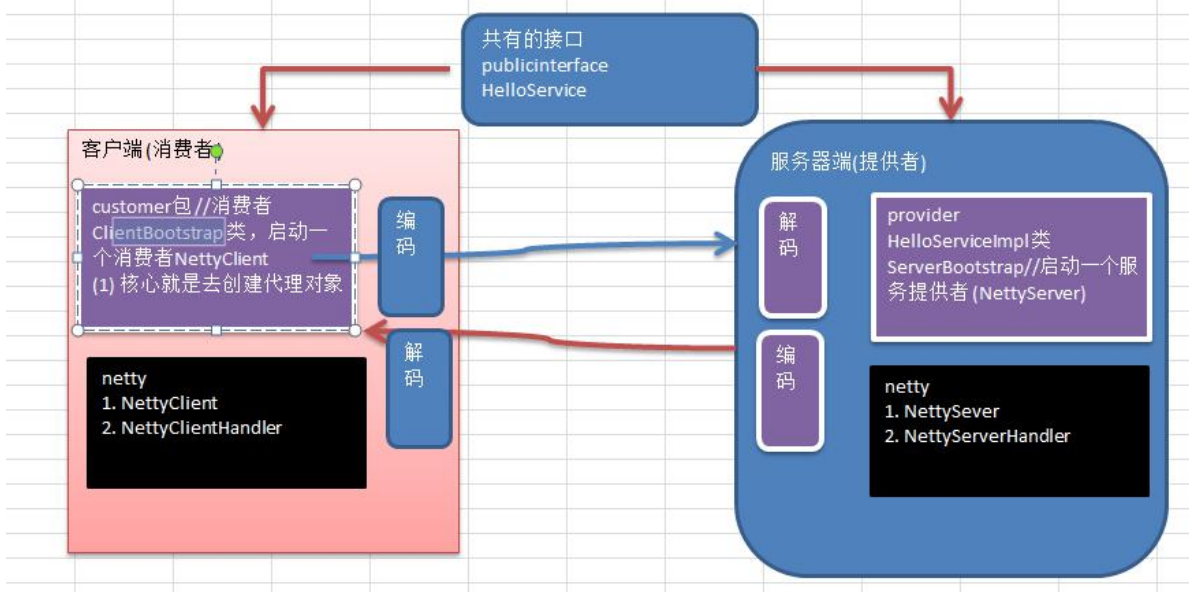 共有的接口
publicinterface
HelloService
客户端(消费者)
customer包//消费者
ClientBootstrap类，启动一
个消费者NettyClient
(1) 核心就是去创建代理对象
编
码
解
码
netty
1. NettyClient
2. NettyClientHandler
服务器端(提供者)
解
码
编
码
provider
HelloServiceImpl类
ServerBootstrap//启动一个服
务提供者(NettyServer)
netty
1. NettySever
2. NettyServerHandler